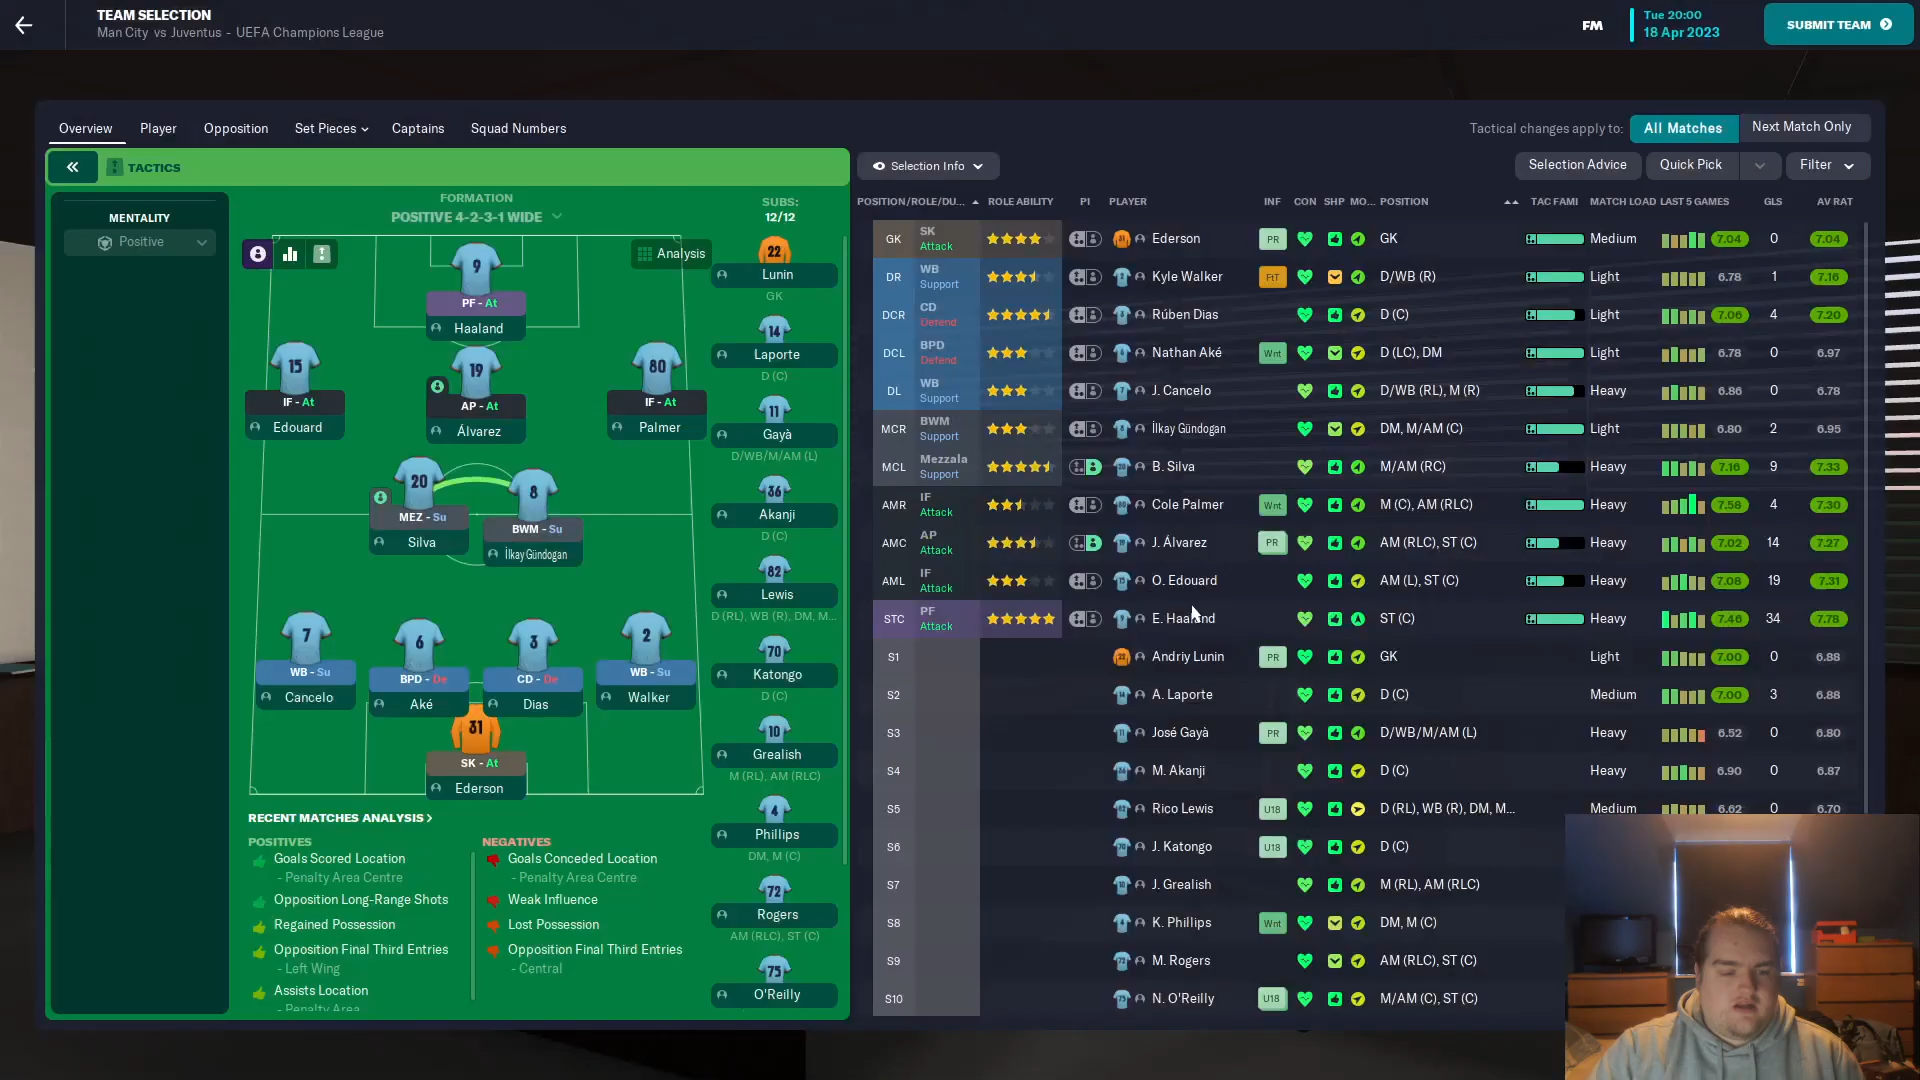 TEAM SELECTION
Man City vs Juventus - UEFA Champions League
FM
Tue 20:00
18 Apr 2023
SUBMIT TEAM
Overview Player Opposition Set Pieces Captains Squad Numbers
Tactical changes apply to: All Matches Next Match Only
TACTICS
Selection Info
Selection Advice Quick Pick Filter
MENTALITY
Positive
FORMATION
POSITIVE 4-2-3-1 WIDE
SUBS:
12/12
Analysis
9
PF - At
Haaland
15
IF - At
Edouard
19
AP - At
Álvarez
80
IF - At
Palmer
20
MEZ - Su
Silva
8
BWM - Su
İlkay Gündogan
7
WB - Su
Cancelo
6
BPD - De
Aké
3
CD - De
Dias
2
WB - Su
Walker
31
SK - At
Ederson
22
Lunin
GK
14
Laporte
D (C)
11
Gayà
D/WB/M/AM (L)
36
Akanji
D (C)
82
Lewis
D (RL), WB (R), DM, M...
70
Katongo
D (C)
10
Grealish
M (RL), AM (RLC)
4
Phillips
DM, M (C)
72
Rogers
AM (RLC), ST (C)
75
O'Reilly
RECENT MATCHES ANALYSIS >
POSITIVES
Goals Scored Location
- Penalty Area Centre
Opposition Long-Range Shots
Regained Possession
Opposition Final Third Entries
- Left Wing
Assists Location
- Penalty Area
NEGATIVES
Goals Conceded Location
- Penalty Area Centre
Weak Influence
Lost Possession
Opposition Final Third Entries
- Central
POSITION/ROLE/DU... ROLE ABILITY PI PLAYER INF CON SHP MO... POSITION TAC FAMI MATCH LOAD LAST 5 GAMES GLS AV RAT
GK SK Attack Ederson PR GK Medium 7.04 0 7.04
DR WB Support Kyle Walker FtT D/WB (R) Light 6.78 1 7.16
DCR CD Defend Rúben Dias D (C) Light 7.06 4 7.20
DCL BPD Defend Nathan Aké Wnt D (LC), DM Light 6.78 0 6.97
DL WB Support J. Cancelo D/WB (RL), M (R) Heavy 6.86 0 6.78
MCR BWM Support İlkay Gündogan DM, M/AM (C) Light 6.80 2 6.95
MCL Mezzala Support B. Silva M/AM (RC) Heavy 7.16 9 7.33
AMR IF Attack Cole Palmer Wnt M (C), AM (RLC) Heavy 7.58 4 7.30
AMC AP Attack J. Álvarez PR AM (RLC), ST (C) Heavy 7.02 14 7.27
AML IF Attack O. Edouard AM (L), ST (C) Heavy 7.08 19 7.31
STC PF Attack E. Haaland ST (C) Heavy 7.46 34 7.78
S1 Andriy Lunin PR GK Light 7.00 0 6.88
S2 A. Laporte D (C) Medium 7.00 3 6.88
S3 José Gayà PR D/WB/M/AM (L) Heavy 6.52 0 6.80
S4 M. Akanji D (C) Heavy 6.90 0 6.87
S5 Rico Lewis U18 D (RL), WB (R), DM, M... Medium 6.62 0 6.70
S6 J. Katongo U18 D (C)
S7 J. Grealish M (RL), AM (RLC)
S8 K. Phillips Wnt DM, M (C)
S9 M. Rogers AM (RLC), ST (C)
S10 N. O'Reilly U18 M/AM (C), ST (C)